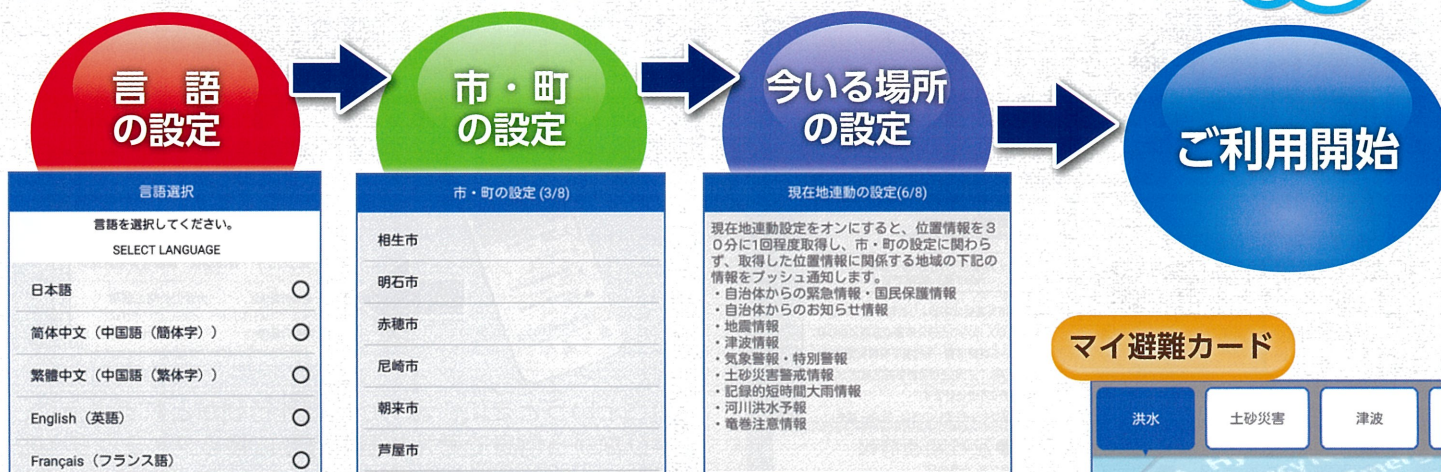 言語
の設定
市・町
の設定
今いる場所
の設定
ご利用開始
言語選択
言語を選択してください。
SELECT LANGUAGE
日本語
简体中文（中国語（簡体字））
繁體中文（中国語（繁体字））
English（英語）
Français（フランス語）
市・町の設定 (3/8)
相生市
明石市
赤穂市
尼崎市
朝来市
芦屋市
現在地連動の設定(6/8)
現在地連動設定をオンにすると、位置情報を３
０分に1回程度取得し、市・町の設定に関わら
ず、取得した位置情報に関係する地域の下記の
情報をプッシュ通知します。
・自治体からの緊急情報・国民保護情報
・自治体からのお知らせ情報
・地震情報
・津波情報
・気象警報・特別警報
・土砂災害警戒情報
・記録的短時間大雨情報
・河川洪水予報
・竜巻注意情報
マイ避難カード
洪水
土砂災害
津波